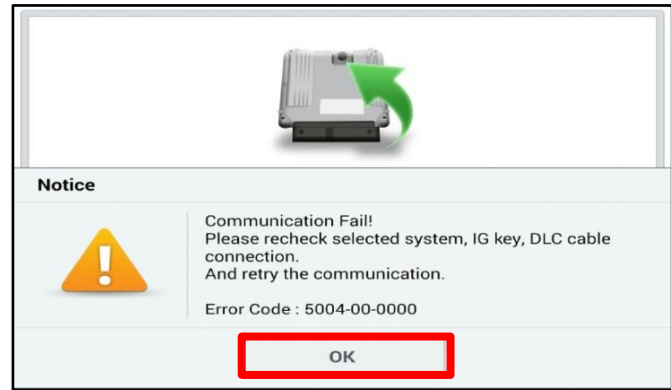 Notice
Communication Fail!
Please recheck selected system, IG key, DLC cable
connection.
And retry the communication.
Error Code : 5004-00-0000
OK